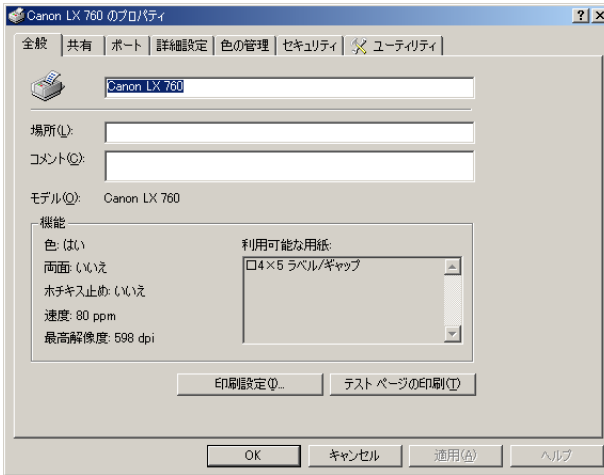 Canon LX 760 のプロパティ
全般 共有 ポート 詳細設定 色の管理 セキュリティ ユーティリティ
Canon LX 760
場所(L):
コメント(C):
モデル(O): Canon LX 760
機能
色: はい
両面: いいえ
ホチキス止め: いいえ
速度: 80 ppm
最高解像度: 598 dpi
利用可能な用紙:
口4×5 ラベル/ギャップ
印刷設定(I)... テスト ページの印刷(T)
OK キャンセル 適用(A) ヘルプ